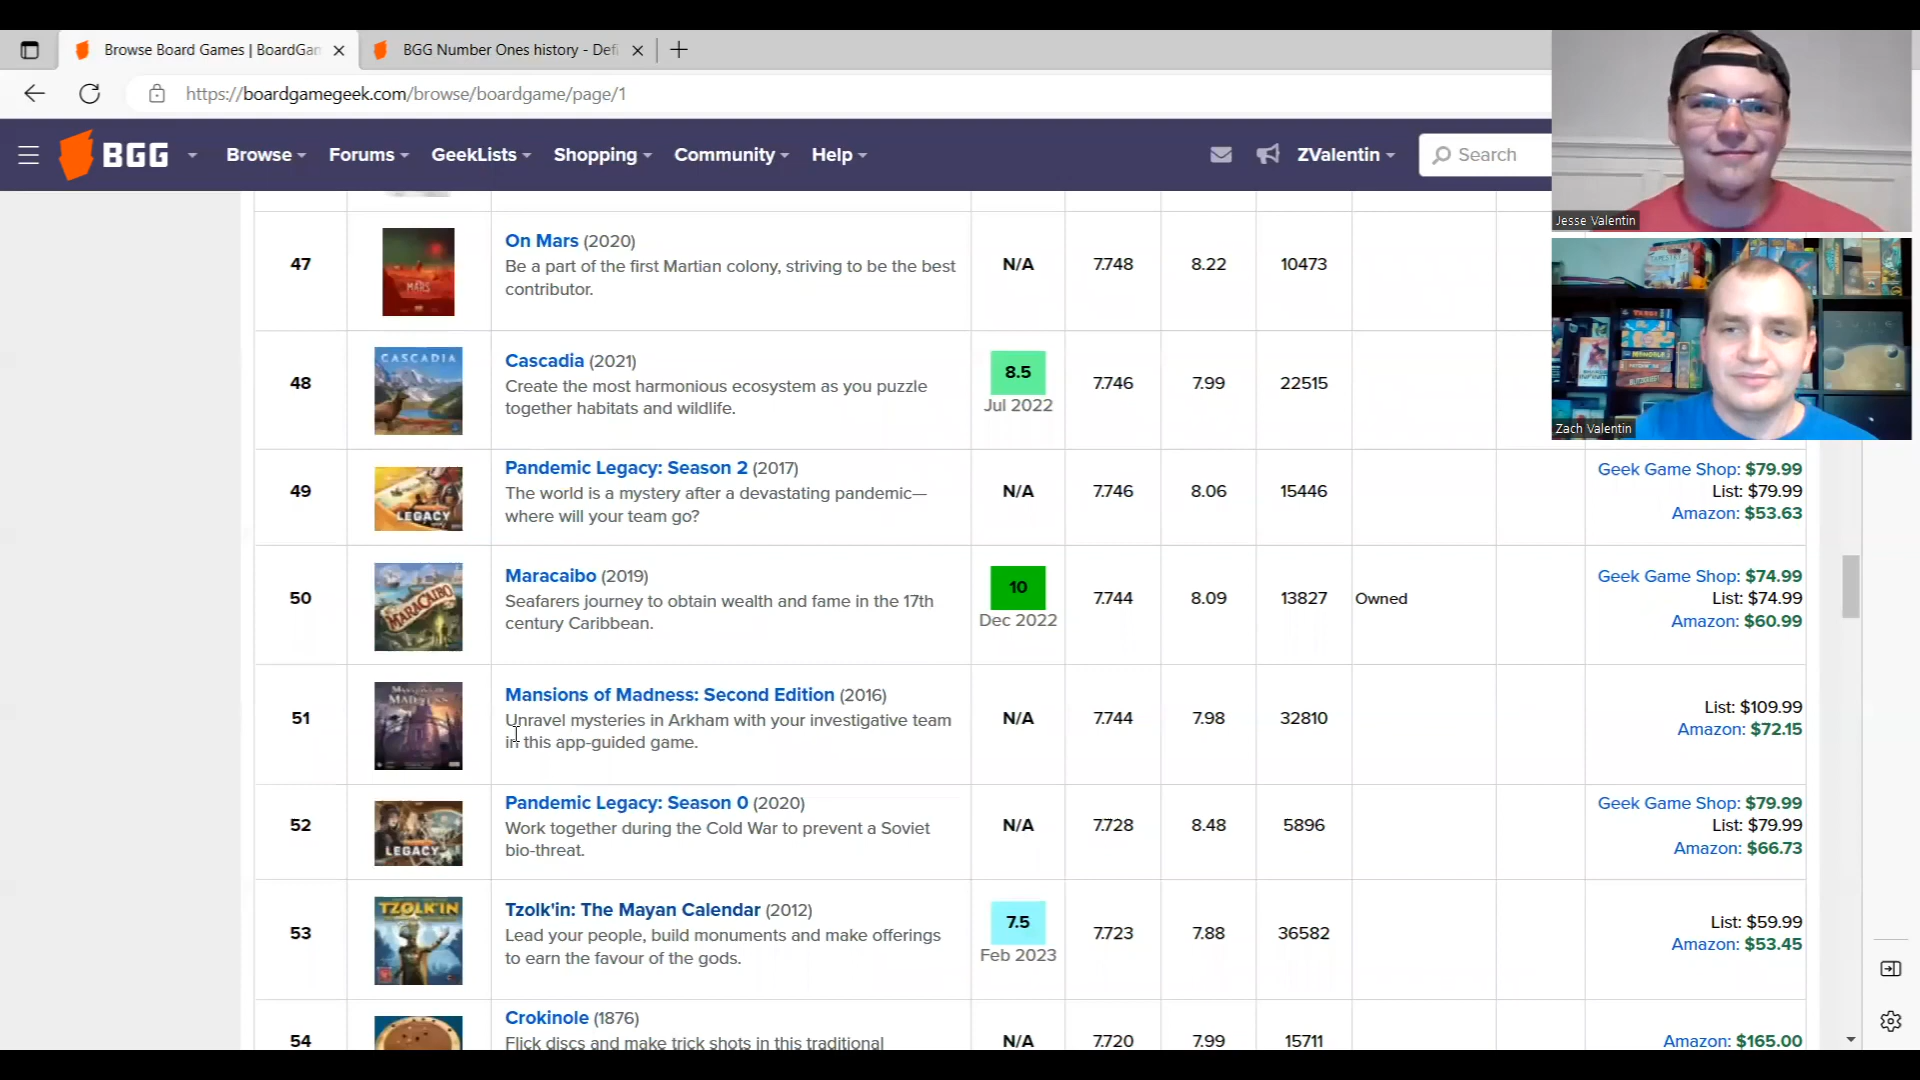 Browse Board Games | BoardGam
BGG Number Ones history - Defi
https://boardgamegeek.com/browse/boardgame/page/1
BGG
Browse
Forums
GeekLists
Shopping
Community
Help
ZValentin
Search
Jesse Valentin
Zach Valentin
47
MARS
On Mars (2020)
Be a part of the first Martian colony, striving to be the best
contributor.
N/A
7.748
8.22
10473
48
CASCADIA
Cascadia (2021)
Create the most harmonious ecosystem as you puzzle
together habitats and wildlife.
8.5
Jul 2022
7.746
7.99
22515
49
LEGACY
Pandemic Legacy: Season 2 (2017)
The world is a mystery after a devastating pandemic—
where will your team go?
N/A
7.746
8.06
15446
Geek Game Shop: $79.99
List: $79.99
Amazon: $53.63
50
MARACAIBO
Maracaibo (2019)
Seafarers journey to obtain wealth and fame in the 17th
century Caribbean.
10
Dec 2022
7.744
8.09
13827
Owned
Geek Game Shop: $74.99
List: $74.99
Amazon: $60.99
51
MANSIONS OF
MADNESS
Mansions of Madness: Second Edition (2016)
Unravel mysteries in Arkham with your investigative team
in this app-guided game.
N/A
7.744
7.98
32810
List: $109.99
Amazon: $72.15
52
LEGACY
Pandemic Legacy: Season 0 (2020)
Work together during the Cold War to prevent a Soviet
bio-threat.
N/A
7.728
8.48
5896
Geek Game Shop: $79.99
List: $79.99
Amazon: $66.73
53
TZOLK'IN
Tzolk'in: The Mayan Calendar (2012)
Lead your people, build monuments and make offerings
to earn the favour of the gods.
7.5
Feb 2023
7.723
7.88
36582
List: $59.99
Amazon: $53.45
54
Crokinole (1876)
Flick discs and make trick shots in this traditional
N/A
7.720
7.99
15711
Amazon: $165.00